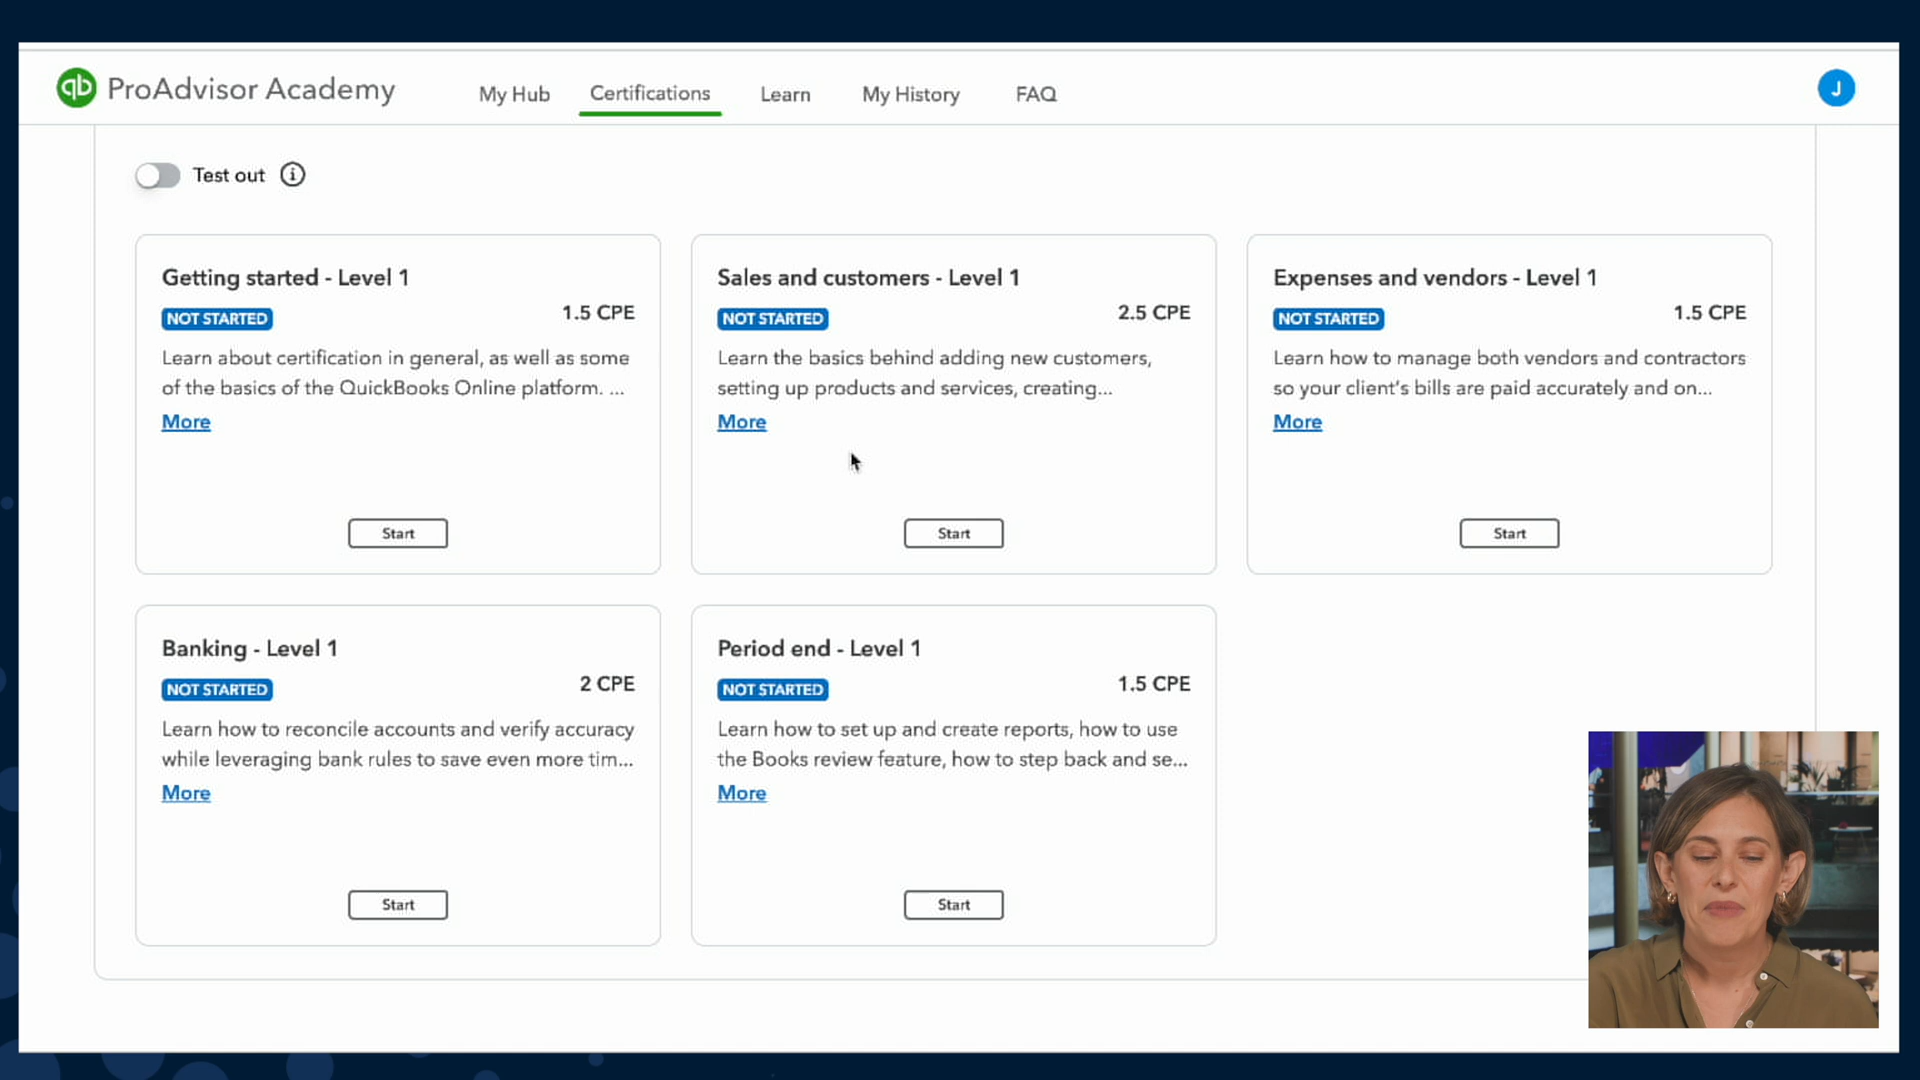 qb ProAdvisor Academy
My Hub Certifications Learn My History FAQ
J
Test out i
Getting started - Level 1
NOT STARTED 1.5 CPE
Learn about certification in general, as well as some
of the basics of the QuickBooks Online platform. ...
More
Start
Sales and customers - Level 1
NOT STARTED 2.5 CPE
Learn the basics behind adding new customers,
setting up products and services, creating...
More
Start
Expenses and vendors - Level 1
NOT STARTED 1.5 CPE
Learn how to manage both vendors and contractors
so your client's bills are paid accurately and on...
More
Start
Banking - Level 1
NOT STARTED 2 CPE
Learn how to reconcile accounts and verify accuracy
while leveraging bank rules to save even more tim...
More
Start
Period end - Level 1
NOT STARTED 1.5 CPE
Learn how to set up and create reports, how to use
the Books review feature, how to step back and se...
More
Start